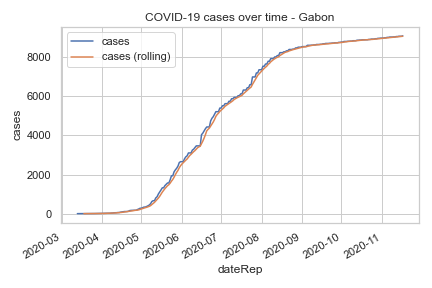 COVID-19 cases over time - Gabon
cases
cases (rolling)
8000
6000
4000
2000
0
cases
2020-03
2020-04
2020-05
2020-06
2020-07
2020-08
2020-09
2020-10
2020-11
dateRep